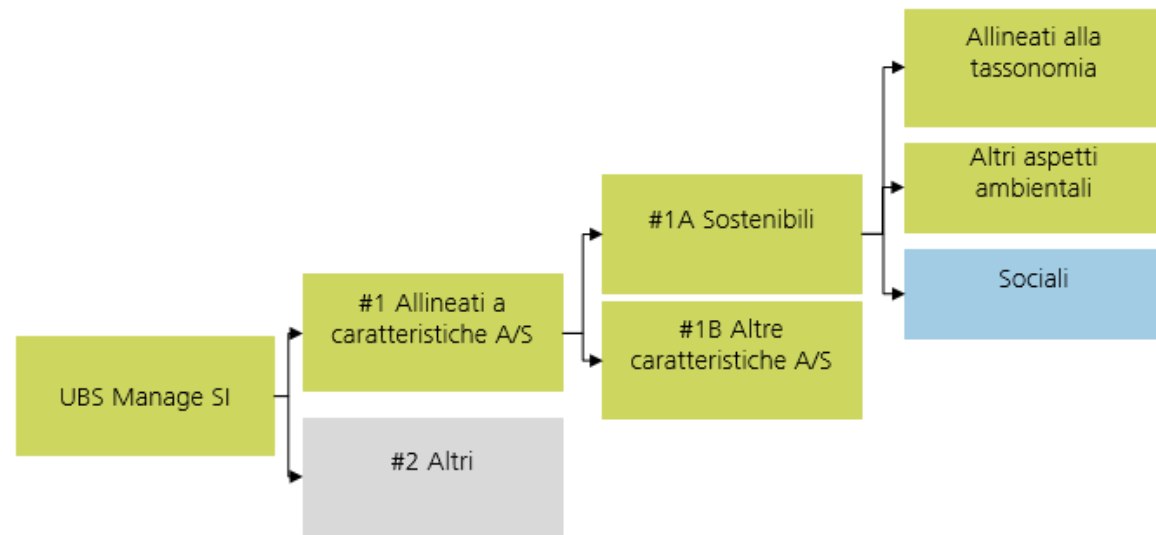 UBS Manage SI
#1 Allineati a
caratteristiche A/S
#2 Altri
#1A Sostenibili
#1B Altre
caratteristiche A/S
Allineati alla
tassonomia
Altri aspetti
ambientali
Sociali